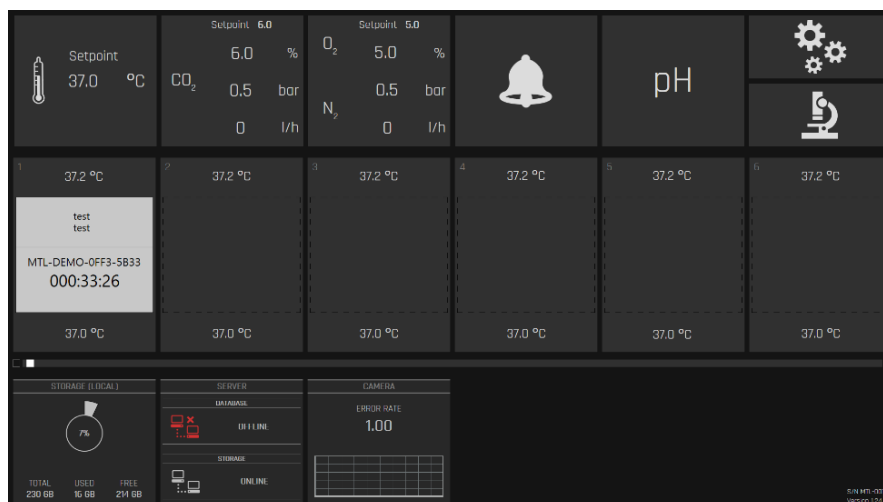 Setpoint
37.0 °C
Setpoint 6.0
CO2
6.0 %
0.5 bar
0 l/h
Setpoint 5.0
O2
5.0 %
0.5 bar
N2
0 l/h
pH
1
37.2 °C
test
test
MTL-DEMO-0FF3-5B33
000:33:26
37.0 °C
2
37.2 °C
37.0 °C
3
37.2 °C
37.0 °C
4
37.2 °C
37.0 °C
5
37.2 °C
37.0 °C
6
37.2 °C
37.0 °C
STORAGE (LOCAL)
7%
TOTAL USED FREE
230 GB 16 GB 214 GB
SERVER
DATABASE
OFFLINE
STORAGE
ONLINE
CAMERA
ERROR RATE
1.00
S/N MTL-
Version